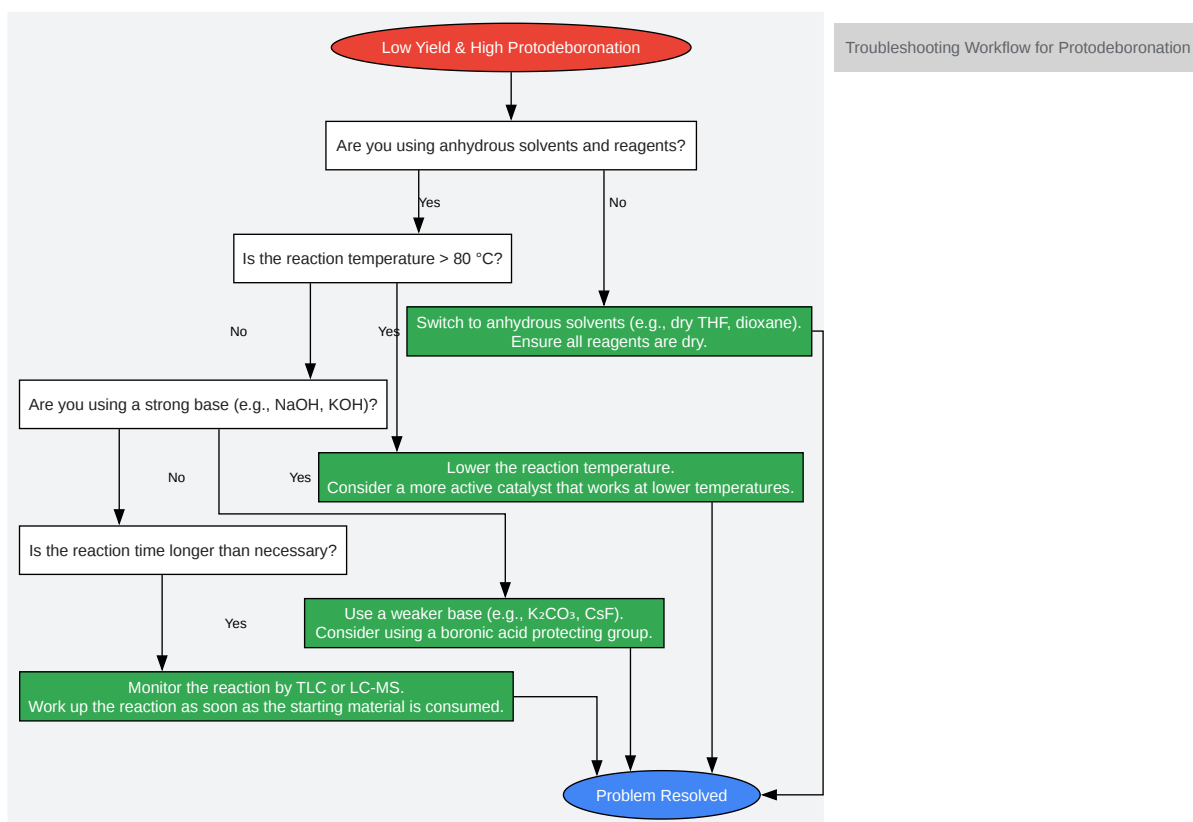 Low Yield & High Protodeboronation
Troubleshooting Workflow for Protodeboronation
Are you using anhydrous solvents and reagents?
Yes
No
Is the reaction temperature > 80 °C?
No
Yes
Switch to anhydrous solvents (e.g., dry THF, dioxane).
Ensure all reagents are dry.
Are you using a strong base (e.g., NaOH, KOH)?
No
Yes
Lower the reaction temperature.
Consider a more active catalyst that works at lower temperatures.
Is the reaction time longer than necessary?
Yes
Use a weaker base (e.g., K₂CO₃, CsF).
Consider using a boronic acid protecting group.
Monitor the reaction by TLC or LC-MS.
Work up the reaction as soon as the starting material is consumed.
Problem Resolved